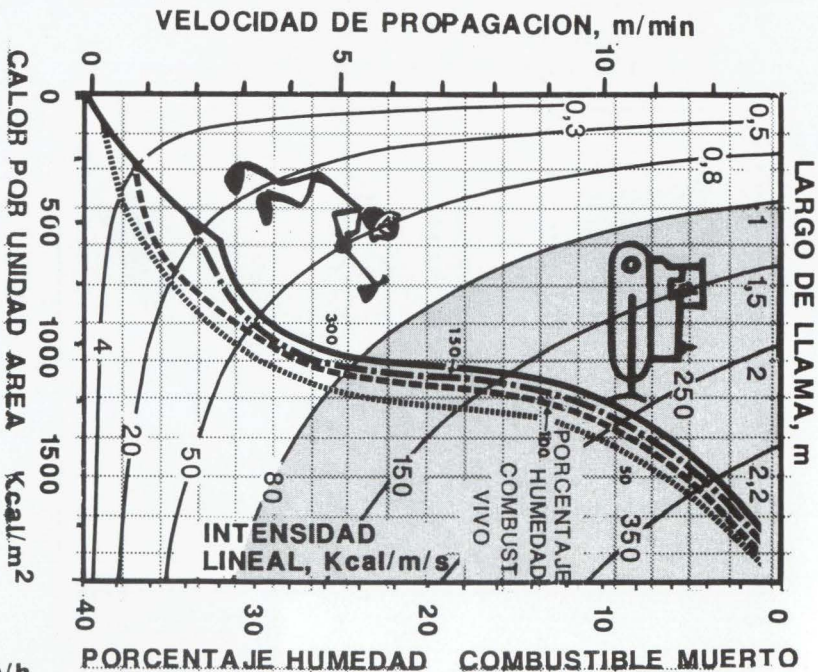 VELOCIDAD DE PROPAGACION, m/min
0 5 10
CALOR POR UNIDAD AREA Kcal/m²
0 500 1000 1500
LARGO DE LLAMA, m
0,3
0,5
0,8
1
1,5
2
2,2
4
20
50
80
150
250
350
300
150
100
50
PORCENTAJE
HUMEDAD
COMBUST
VIVO
INTENSIDAD
LINEAL, Kcal/m/s
40 30 20 10 0
PORCENTAJE HUMEDAD COMBUSTIBLE MUERTO